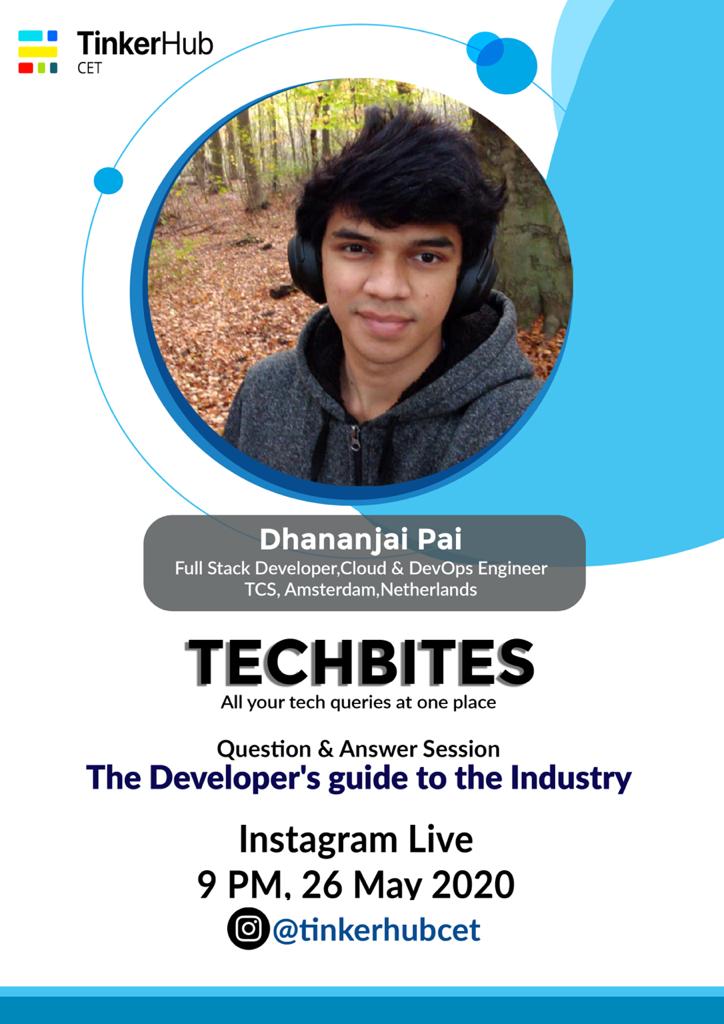 TinkerHub
CET
Dhananjai Pai
Full Stack Developer,Cloud & DevOps Engineer
TCS, Amsterdam,Netherlands
TECHBITES
All your tech queries at one place
Question & Answer Session
The Developer's guide to the Industry
Instagram Live
9 PM, 26 May 2020
@tinkerhubcet